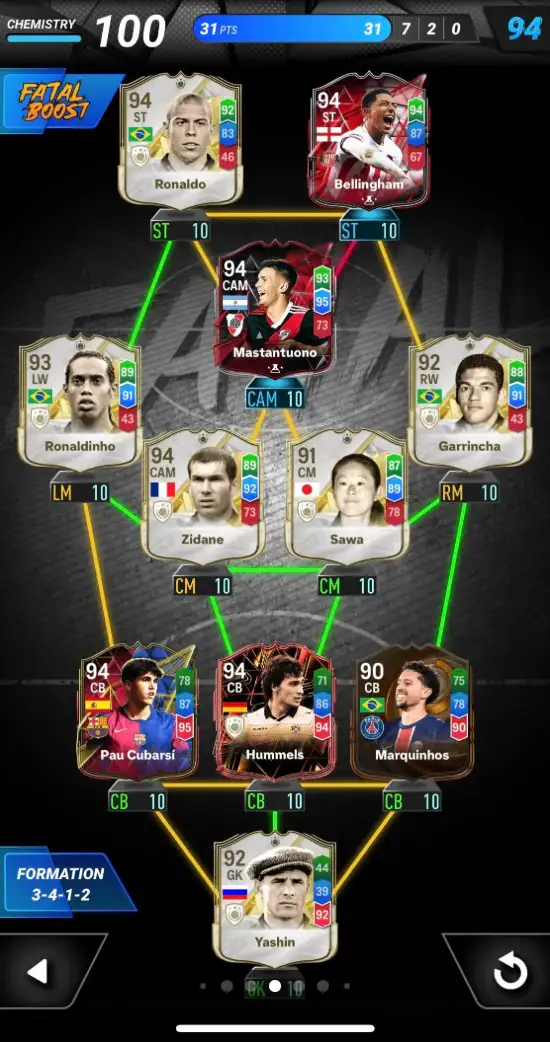 CHEMISTRY 100 31 PTS 31 7 2 0 94
FATAL BOOST
94 ST 92 83 46 Ronaldo
94 ST 94 87 67 Bellingham
ST 10
ST 10
94 CAM 93 95 73 Mastantuono
CAM 10
93 LW 89 91 43 Ronaldinho
92 RW 88 91 43 Garrincha
94 CAM 89 92 73 Zidane
91 CM 87 89 78 Sawa
LM 10
RM 10
CM 10
CM 10
94 CB 78 87 95 Pau Cubarsí
94 CB 71 86 94 Hummels
90 CB 75 78 90 Marquinhos
CB 10
CB 10
CB 10
92 GK 44 39 92 Yashin
FORMATION
3-4-1-2
GK 10